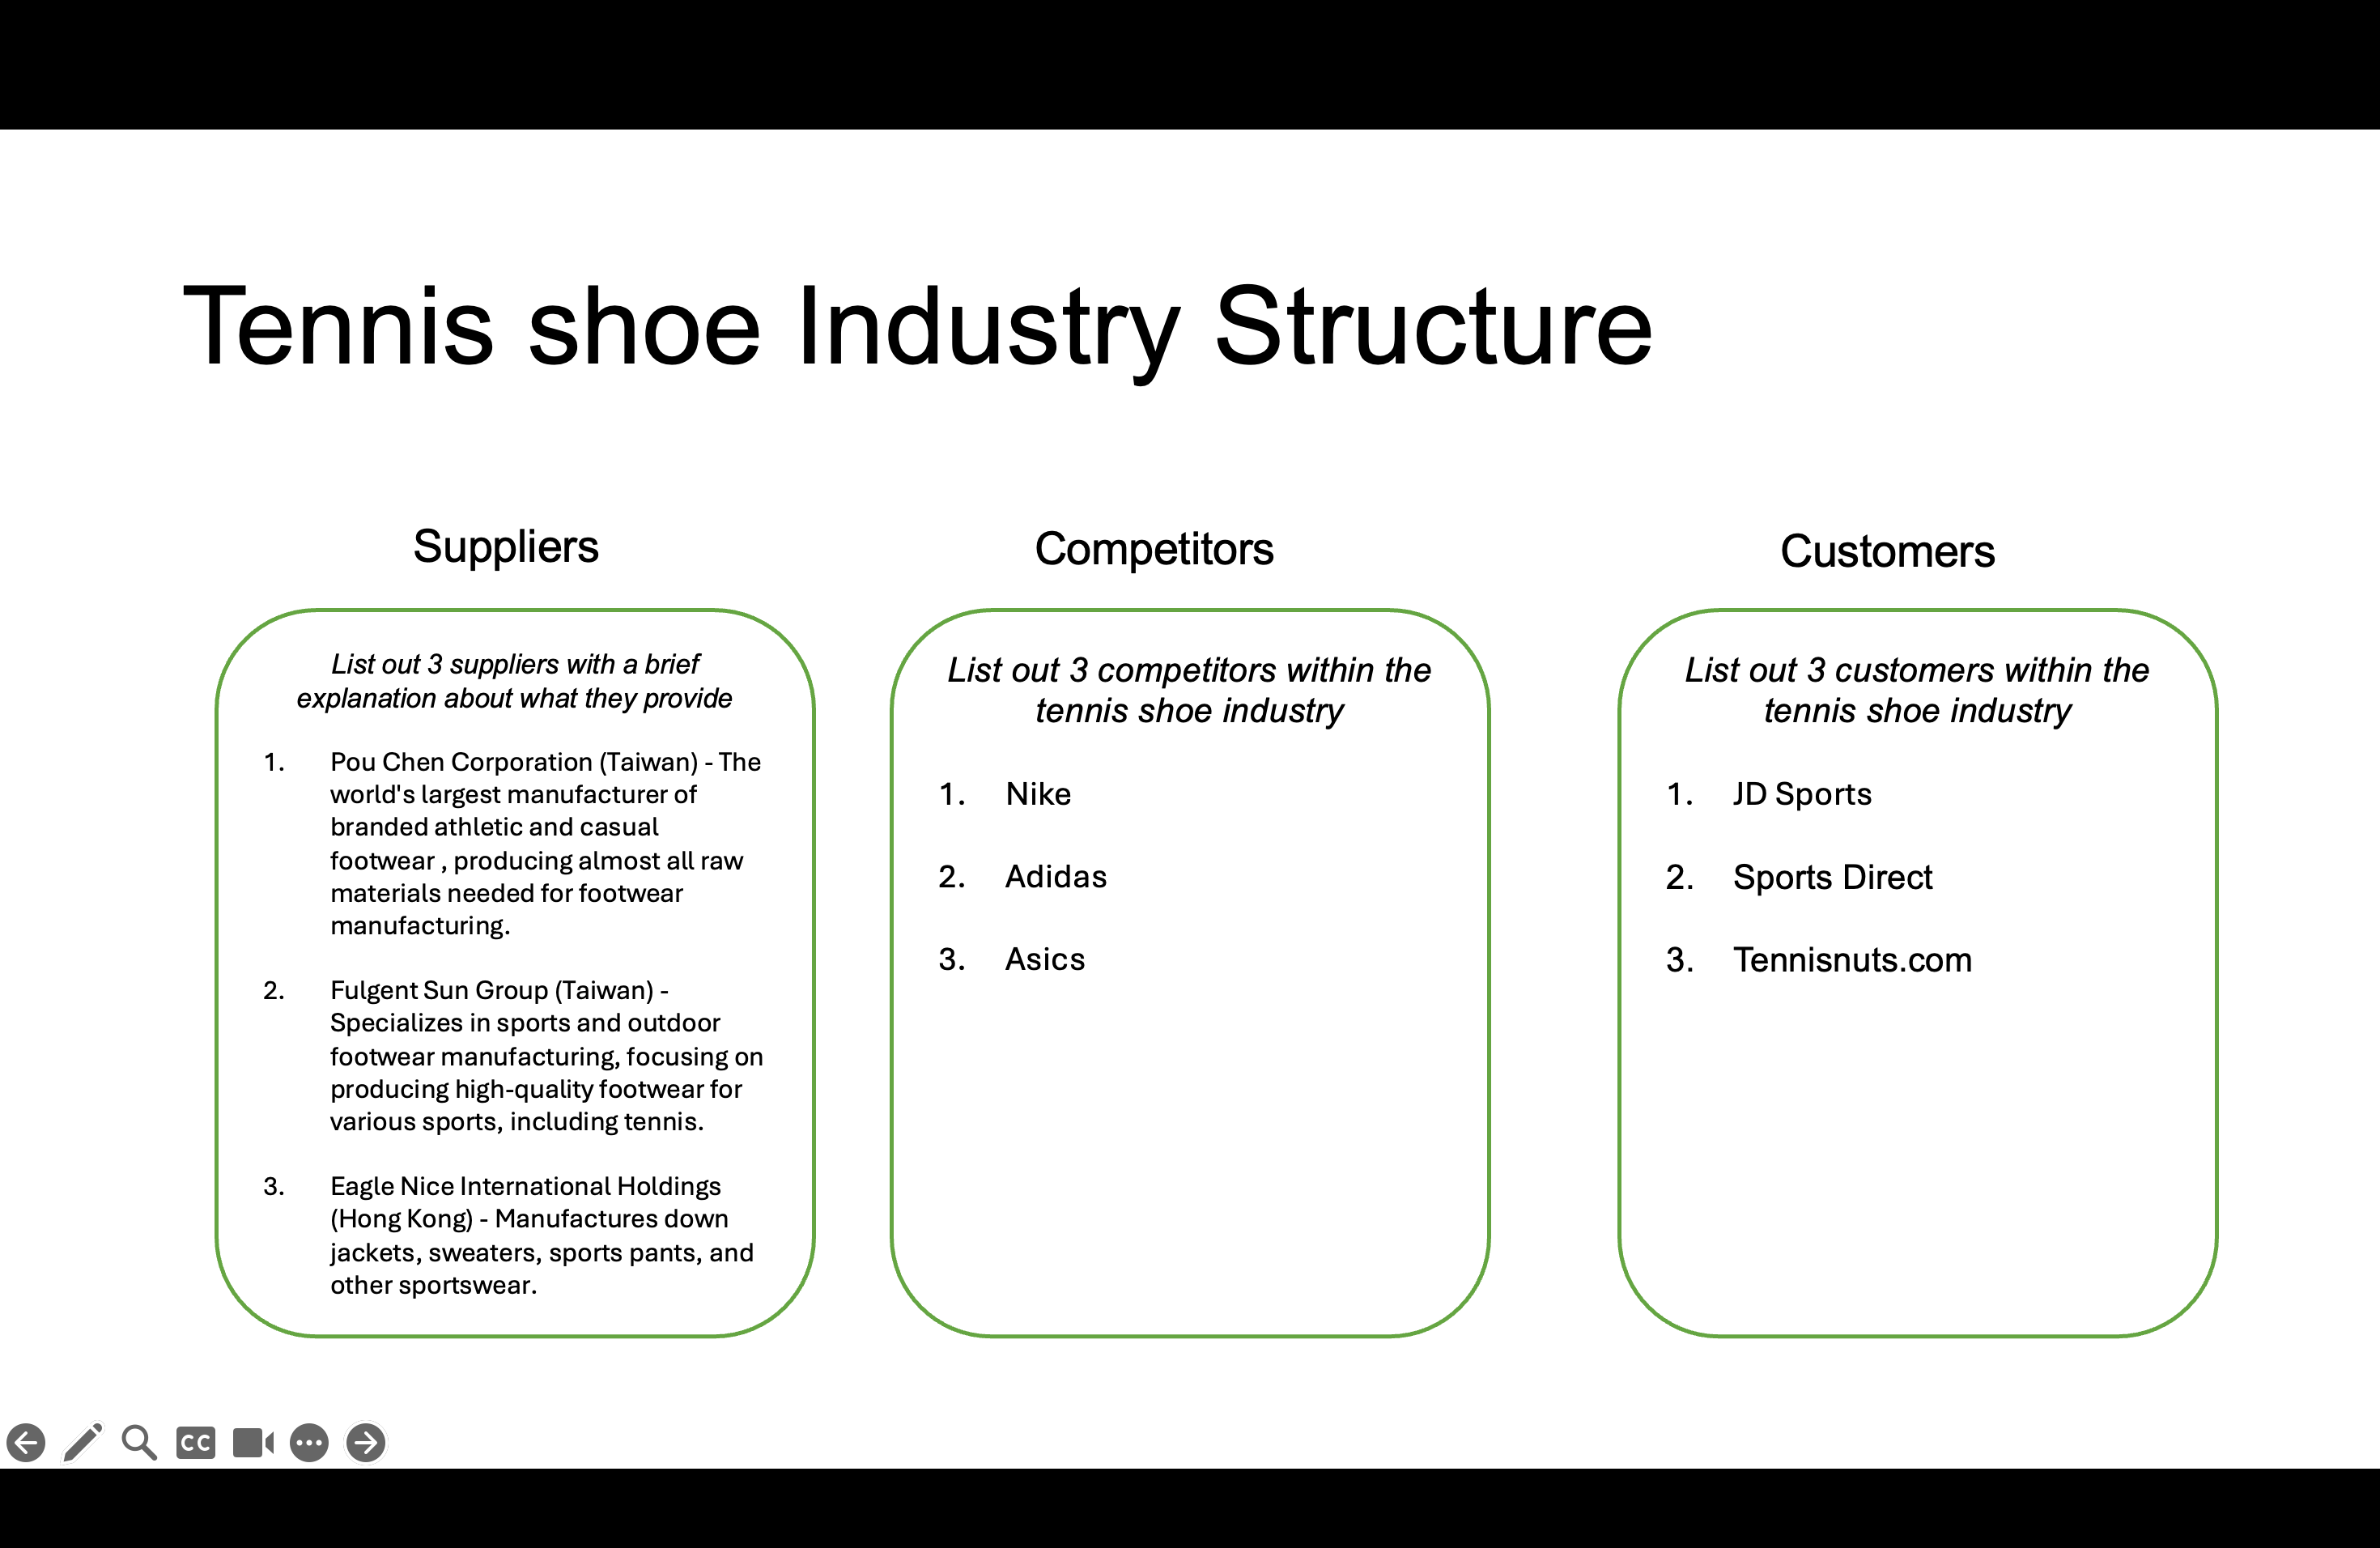 Tennis shoe Industry Structure
Suppliers
List out 3 suppliers with a brief
explanation about what they provide
1. Pou Chen Corporation (Taiwan) - The
world's largest manufacturer of
branded athletic and casual
footwear , producing almost all raw
materials needed for footwear
manufacturing.
2. Fulgent Sun Group (Taiwan) -
Specializes in sports and outdoor
footwear manufacturing, focusing on
producing high-quality footwear for
various sports, including tennis.
3. Eagle Nice International Holdings
(Hong Kong) - Manufactures down
jackets, sweaters, sports pants, and
other sportswear.
Competitors
List out 3 competitors within the
tennis shoe industry
1. Nike
2. Adidas
3. Asics
Customers
List out 3 customers within the
tennis shoe industry
1. JD Sports
2. Sports Direct
3. Tennisnuts.com
CC